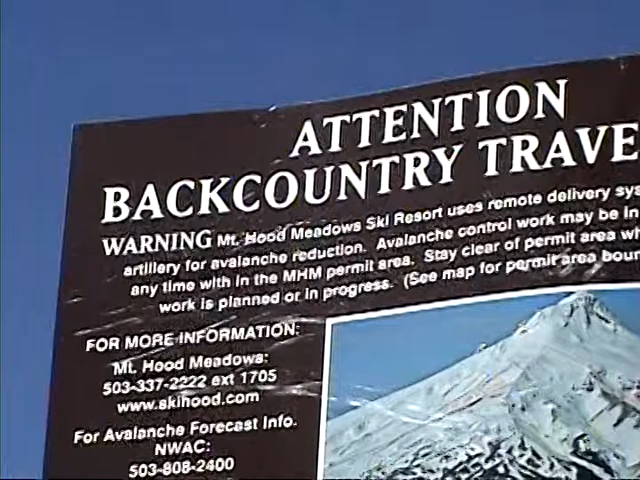 ATTENTION
BACKCOUNTRY TRAVE
WARNING Mt. Hood Meadows Ski Resort uses remote delivery sys
artillery for avalanche reduction. Avalanche control work may be in
any time with in the MHM permit area. Stay clear of permit area wh
work is planned or in progress. (See map for permit area boun
FOR MORE INFORMATION:
Mt. Hood Meadows:
503-337-2222 ext 1705
www.skihood.com
For Avalanche Forecast Info.
NWAC:
503-808-2400